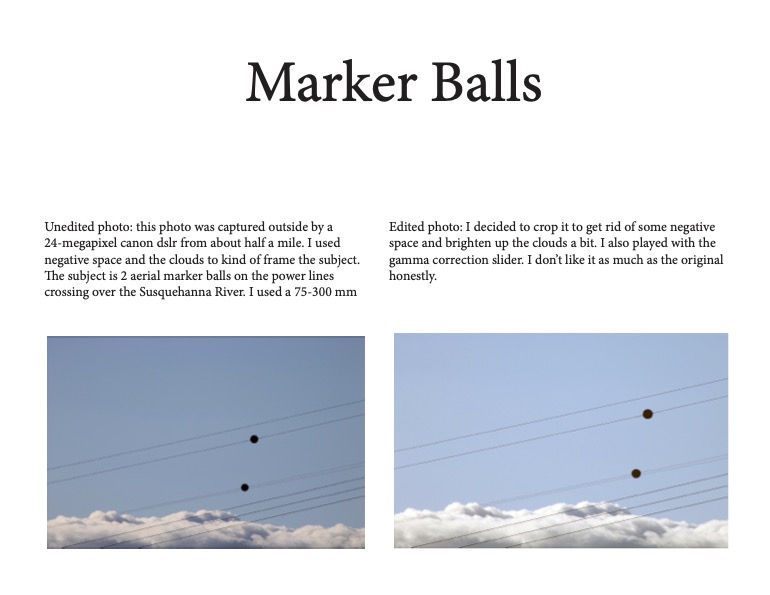 Marker Balls
Unedited photo: this photo was captured outside by a
24-megapixel canon dslr from about half a mile. I used
negative space and the clouds to kind of frame the subject.
The subject is 2 aerial marker balls on the power lines
crossing over the Susquehanna River. I used a 75-300 mm
Edited photo: I decided to crop it to get rid of some negative
space and brighten up the clouds a bit. I also played with the
gamma correction slider. I don’t like it as much as the original
honestly.